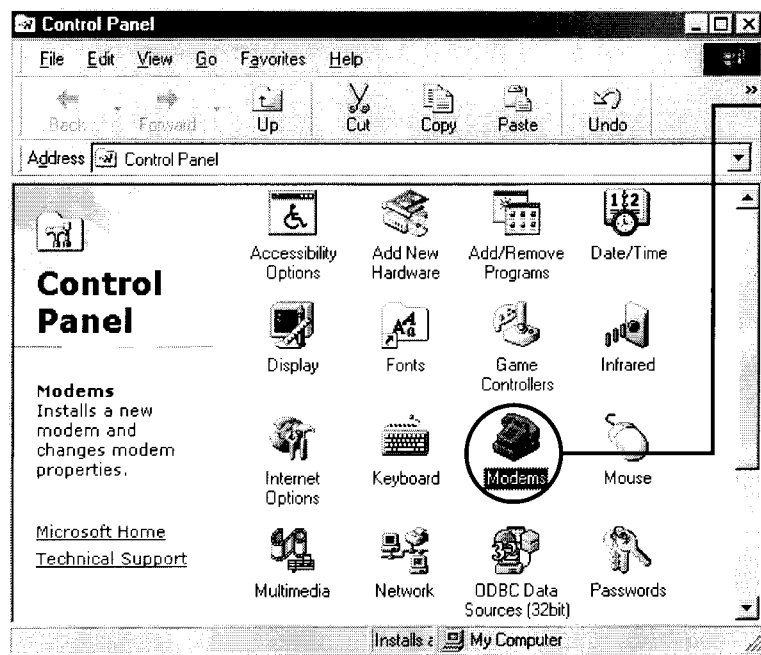 Control Panel
File Edit View Go Favorites Help
Back Forward Up Cut Copy Paste Undo »
Address Control Panel
Control
Panel
Modems
Installs a new
modem and
changes modem
properties.
Microsoft Home
Technical Support
Accessibility
Options
Add New
Hardware
Add/Remove
Programs
Date/Time
Display
Fonts
Game
Controllers
Infrared
Internet
Options
Keyboard
Modems
Mouse
Multimedia
Network
ODBC Data
Sources (32bit)
Passwords
Installs a My Computer